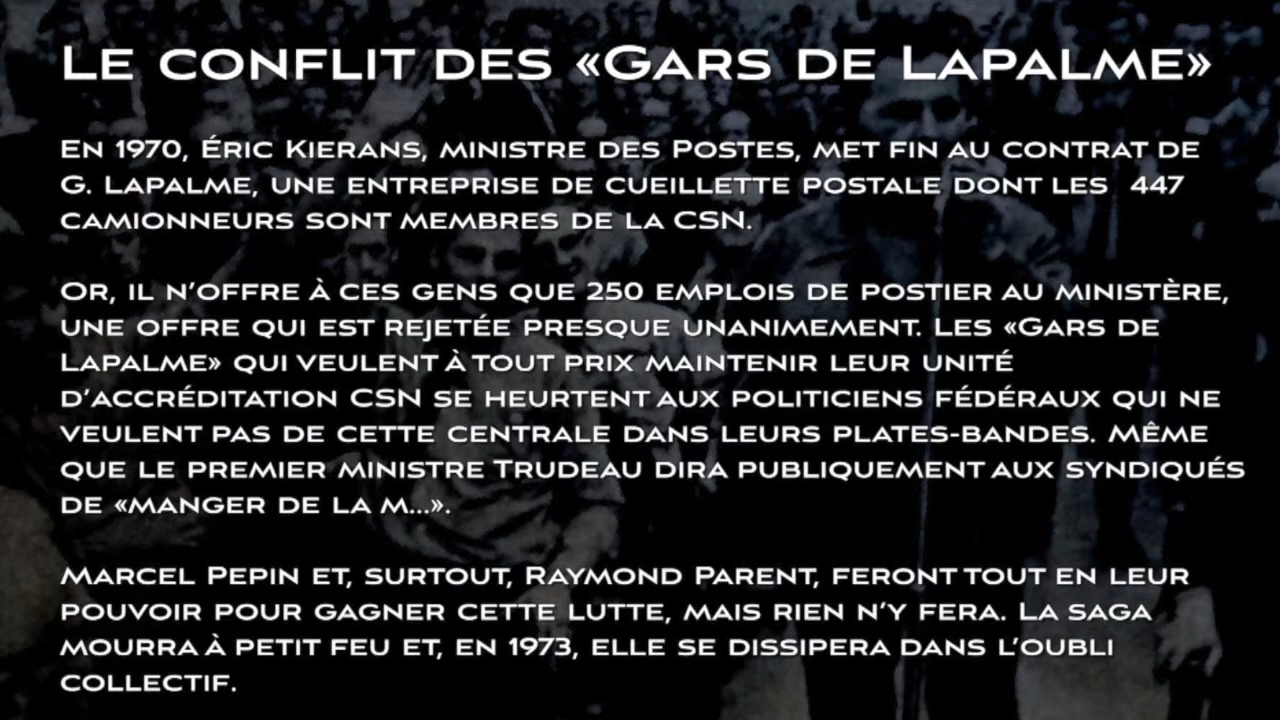 Le conflit des «Gars de Lapalme»
En 1970, Éric Kierans, ministre des Postes, met fin au contrat de
G. Lapalme, une entreprise de cueillette postale dont les 447
camionneurs sont membres de la CSN.
Or, il n'offre à ces gens que 250 emplois de postier au ministère,
une offre qui est rejetée presque unanimement. Les «Gars de
Lapalme» qui veulent à tout prix maintenir leur unité
d'accréditation CSN se heurtent aux politiciens fédéraux qui ne
veulent pas de cette centrale dans leurs plates-bandes. Même
que le premier ministre Trudeau dira publiquement aux syndiqués
de «manger de la m...».
Marcel Pepin et, surtout, Raymond Parent, feront tout en leur
pouvoir pour gagner cette lutte, mais rien n'y fera. La saga
mourra à petit feu et, en 1973, elle se dissipera dans l'oubli
collectif.